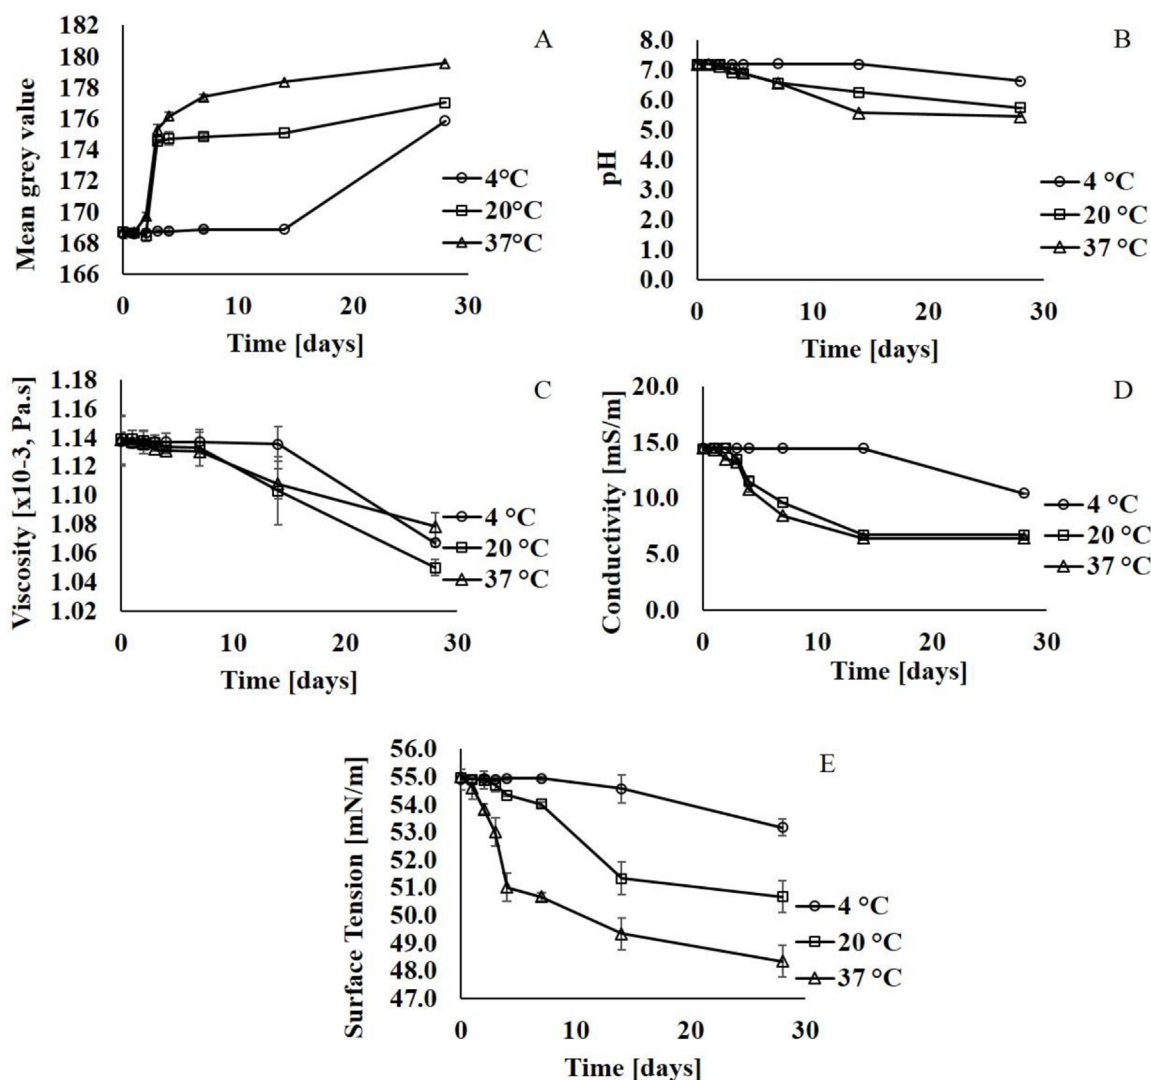 A
Mean grey value
182
180
178
176
174
172
170
168
166
0
10
20
30
Time [days]
4°C
20°C
37°C
B
pH
8.0
7.0
6.0
5.0
4.0
3.0
2.0
1.0
0.0
0
10
20
30
Time [days]
4 °C
20 °C
37 °C
C
Viscosity [x10-3, Pa.s]
1.18
1.16
1.14
1.12
1.10
1.08
1.06
1.04
1.02
0
10
20
30
Time [days]
4 °C
20 °C
37 °C
D
Conductivity [mS/m]
20.0
15.0
10.0
5.0
0.0
0
10
20
30
Time [days]
4 °C
20 °C
37 °C
E
Surface Tension [mN/m]
56.0
55.0
54.0
53.0
52.0
51.0
50.0
49.0
48.0
47.0
0
10
20
30
Time [days]
4 °C
20 °C
37 °C